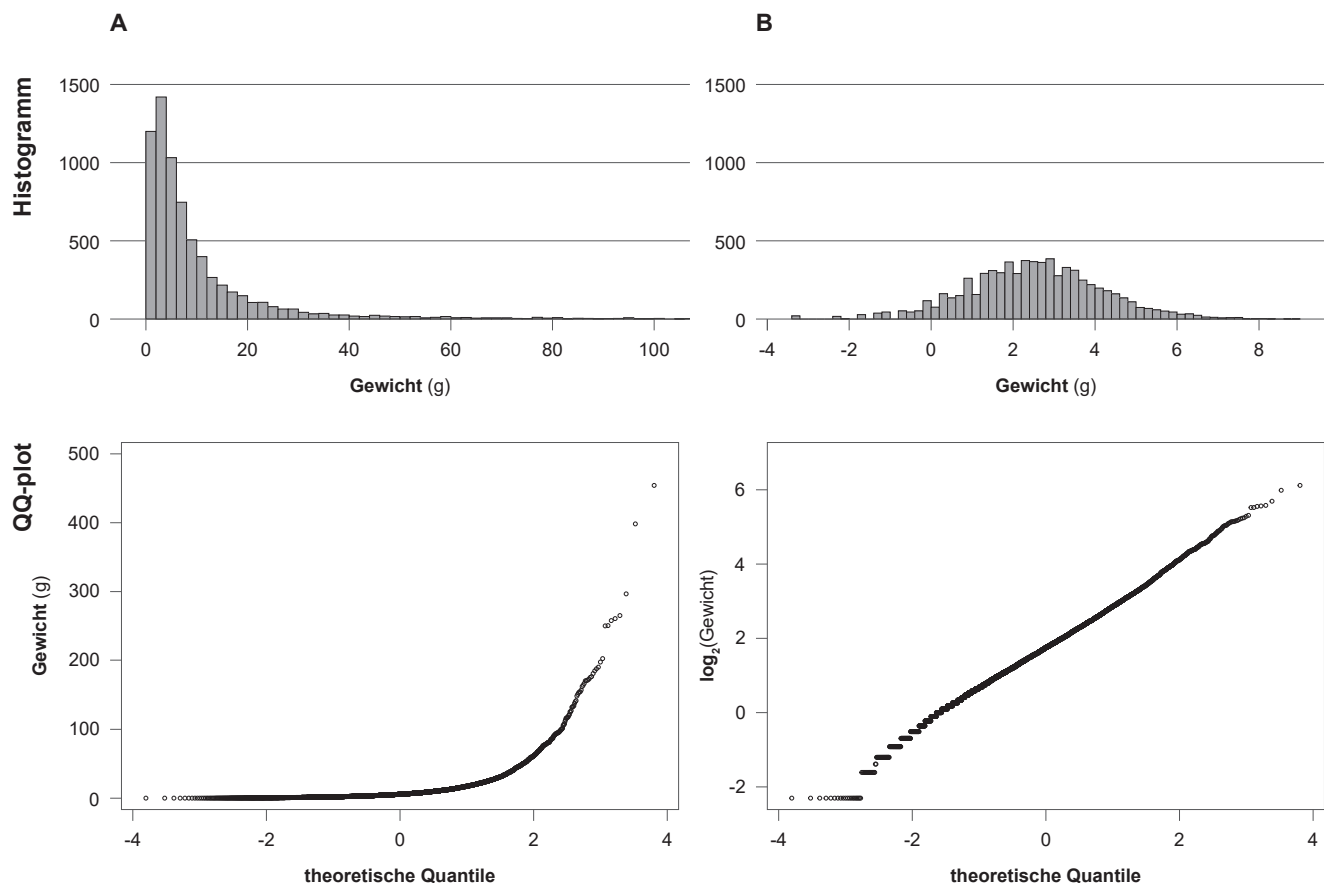 A
B
Histogramm
1500
1000
500
0
0 20 40 60 80 100
Gewicht (g)
1500
1000
500
0
-4 -2 0 2 4 6 8
Gewicht (g)
QQ-plot
Gewicht (g)
500
400
300
200
100
0
-4 -2 0 2 4
theoretische Quantile
log2(Gewicht)
6
4
2
0
-2
-4 -2 0 2 4
theoretische Quantile